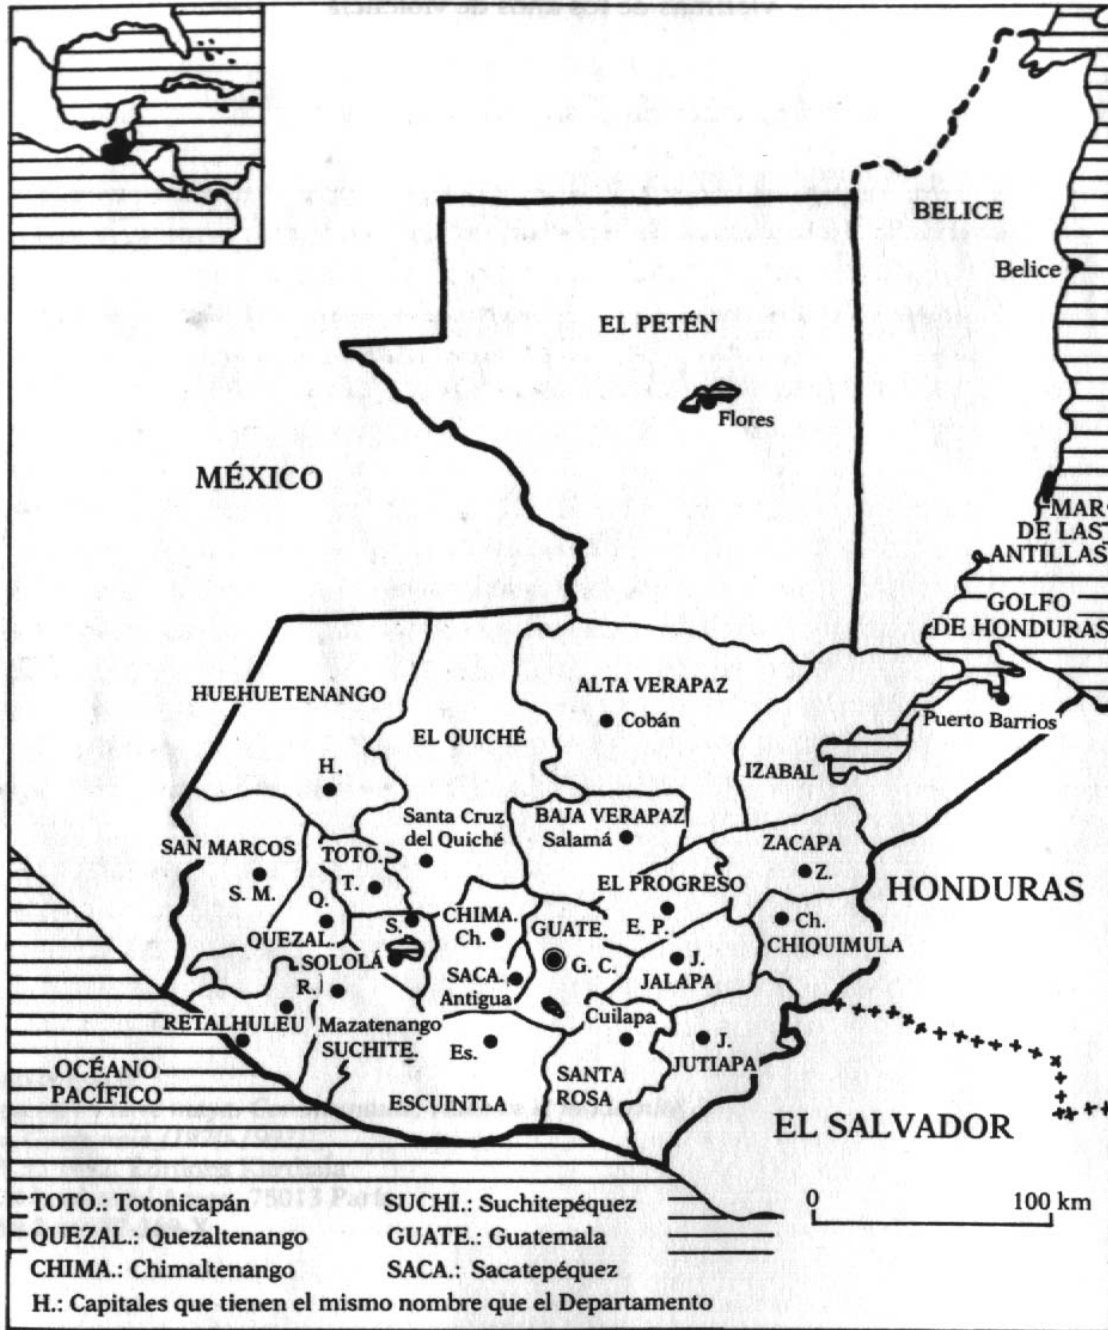 BELICE
Belice
EL PETÉN
Flores
MÉXICO
MAR
DE LAS
ANTILLAS
GOLFO
DE HONDURAS
HUEHUETENANGO
ALTA VERAPAZ
Cobán
Puerto Barrios
EL QUICHÉ
IZABAL
H.
Santa Cruz
del Quiché
BAJA VERAPAZ
Salamá
ZACAPA
Z.
SAN MARCOS
S. M.
TOTO.
T.
EL PROGRESO
E. P.
HONDURAS
Q.
QUEZAL.
S.
SOLOLÁ
CHIMA.
Ch.
GUATE.
G. C.
Ch.
CHIQUIMULA
J.
JALAPA
SACA.
Antigua
R.
RETALHULEU
Mazatenango
SUCHITE.
Cuilapa
Es.
J.
JUTIAPA
OCÉANO
PACÍFICO
SANTA
ROSA
ESCUINTLA
EL SALVADOR
75013 Par
0 100 km
TOTO.: Totonicapán SUCHI.: Suchitepéquez
QUEZAL.: Quezaltenango GUATE.: Guatemala
CHIMA.: Chimaltenango SACA.: Sacatepéquez
H.: Capitales que tienen el mismo nombre que el Departamento